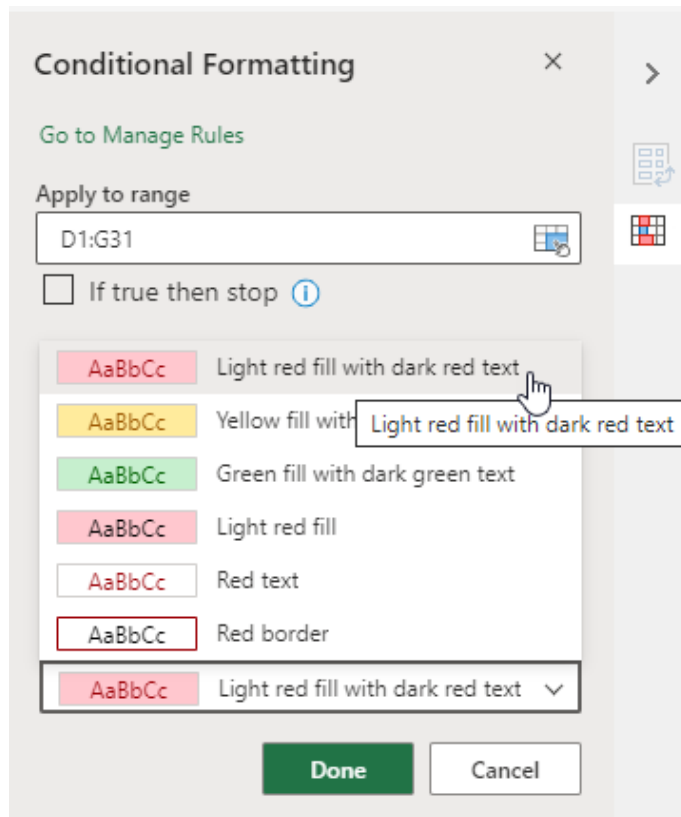 Conditional Formatting
Go to Manage Rules
Apply to range
D1:G31
If true then stop
AaBbCc Light red fill with dark red text
AaBbCc Yellow fill with
Light red fill with dark red text
AaBbCc Green fill with dark green text
AaBbCc Light red fill
AaBbCc Red text
AaBbCc Red border
AaBbCc Light red fill with dark red text
Done Cancel